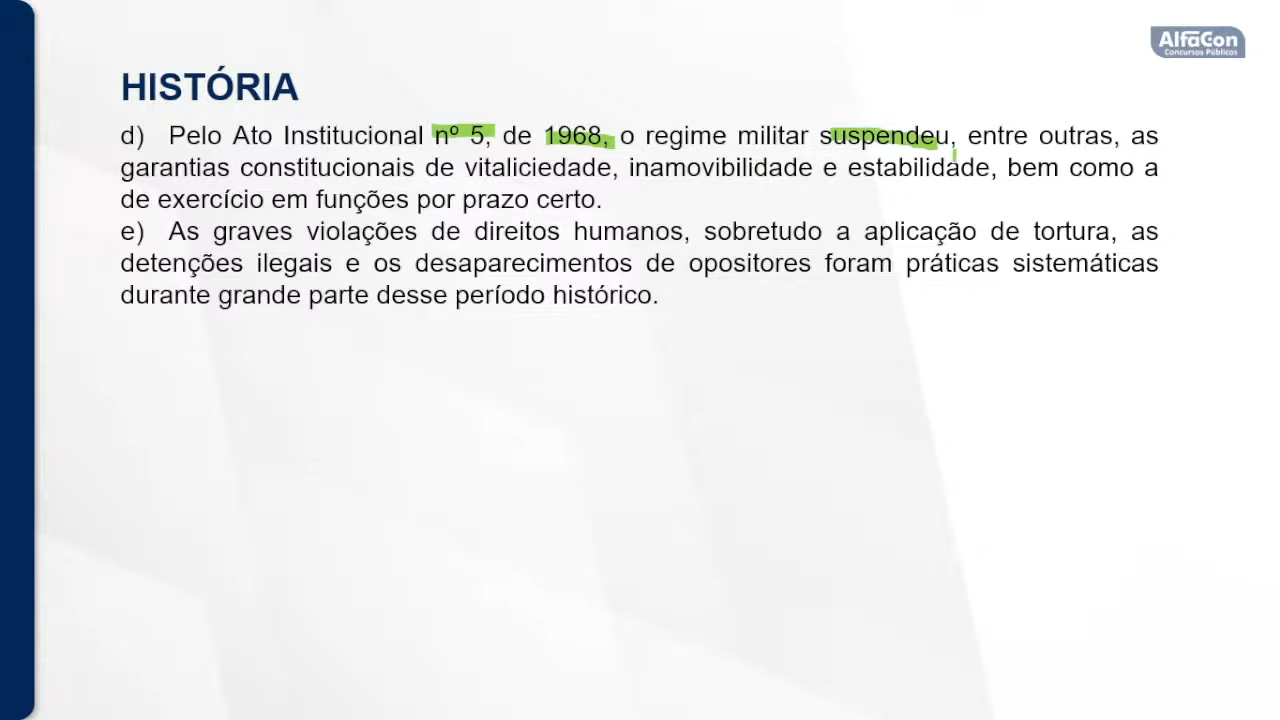 AlfaCon
Concursos Públicos
HISTÓRIA
d) Pelo Ato Institucional nº 5, de 1968, o regime militar suspendeu, entre outras, as
garantias constitucionais de vitaliciedade, inamovibilidade e estabilidade, bem como a
de exercício em funções por prazo certo.
e) As graves violações de direitos humanos, sobretudo a aplicação de tortura, as
detenções ilegais e os desaparecimentos de opositores foram práticas sistemáticas
durante grande parte desse período histórico.